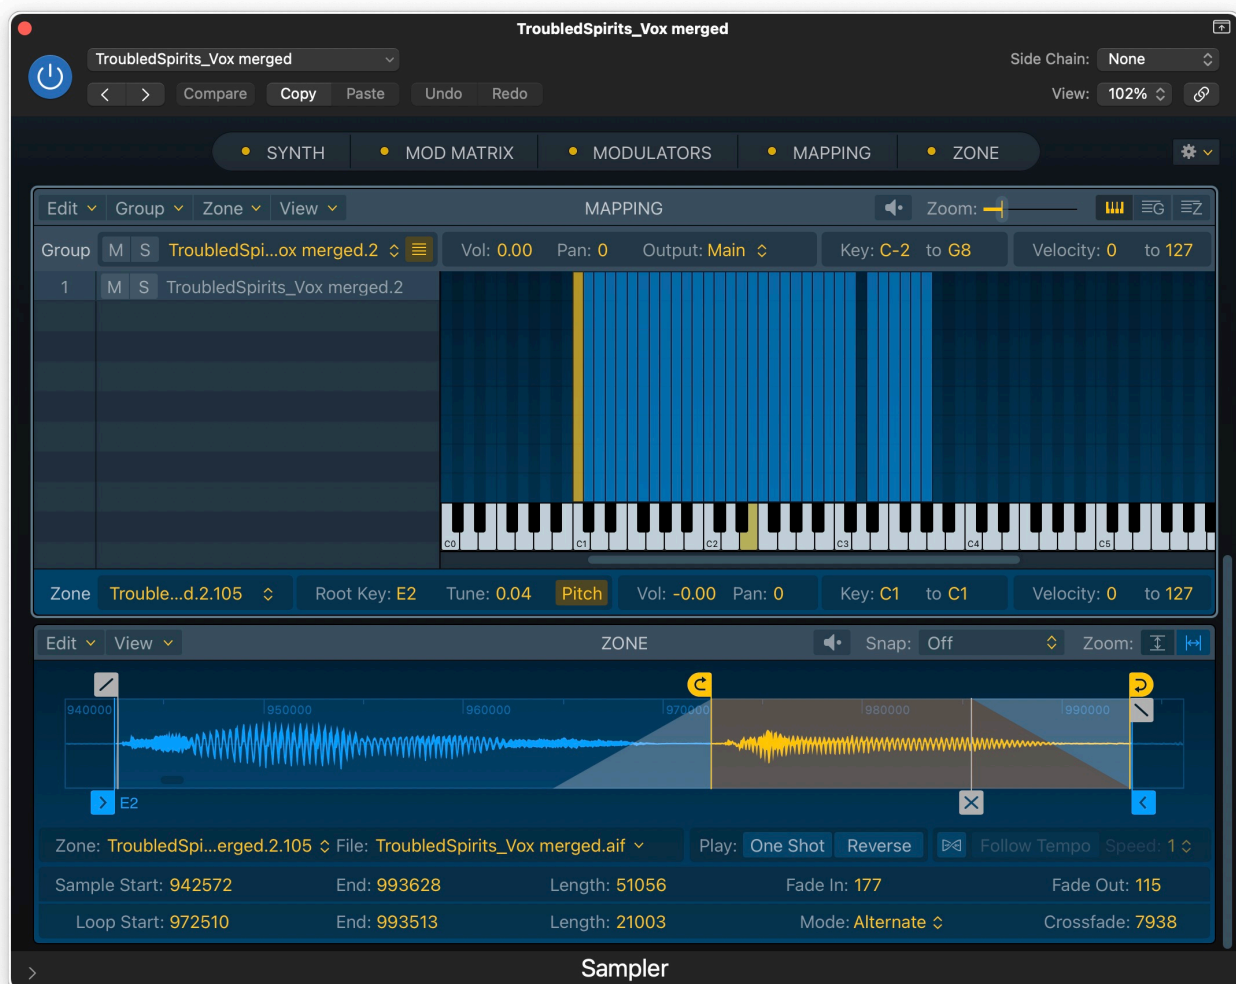 TroubledSpirits_Vox merged
TroubledSpirits_Vox merged
Side Chain: None
Compare Copy Paste Undo Redo
View: 102%
SYNTH MOD MATRIX MODULATORS MAPPING ZONE
Edit Group Zone View MAPPING Zoom: G Z
Group M S TroubledSpi...ox merged.2 Vol: 0.00 Pan: 0 Output: Main Key: C-2 to G8 Velocity: 0 to 127
1 M S TroubledSpirits_Vox merged.2
C0 C1 C2 C3 C4 C5
Zone Trouble...d.2.105 Root Key: E2 Tune: 0.04 Pitch Vol: -0.00 Pan: 0 Key: C1 to C1 Velocity: 0 to 127
Edit View ZONE Snap: Off Zoom:
940000 950000 960000 970000 980000 990000
E2
Zone: TroubledSpi...erged.2.105 File: TroubledSpirits_Vox merged.aif Play: One Shot Reverse Follow Tempo Speed: 1
Sample Start: 942572 End: 993628 Length: 51056 Fade In: 177 Fade Out: 115
Loop Start: 972510 End: 993513 Length: 21003 Mode: Alternate Crossfade: 7938
Sampler